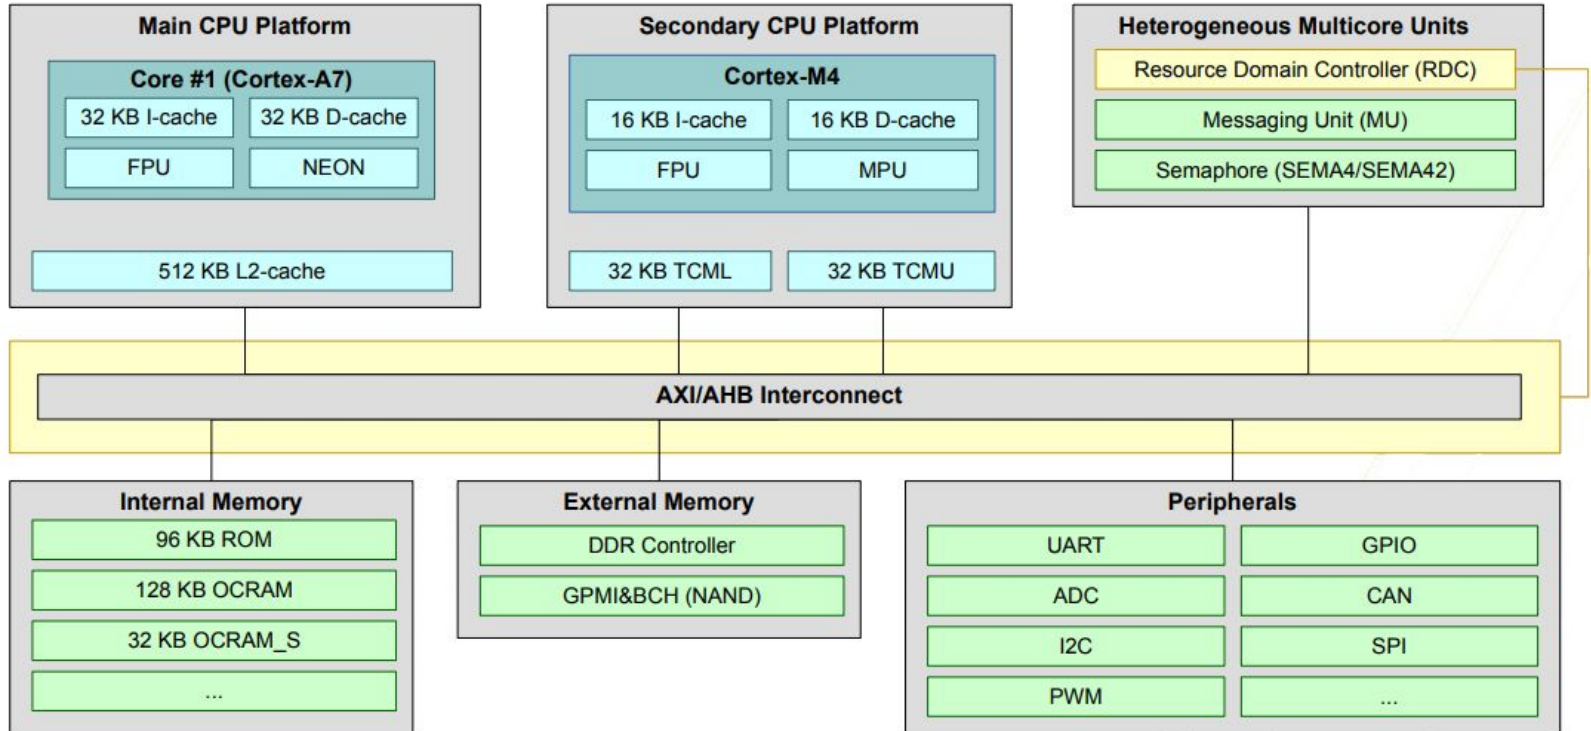 Main CPU Platform
Core #1 (Cortex-A7)
32 KB I-cache
32 KB D-cache
FPU
NEON
512 KB L2-cache
Secondary CPU Platform
Cortex-M4
16 KB I-cache
16 KB D-cache
FPU
MPU
32 KB TCML
32 KB TCMU
Heterogeneous Multicore Units
Resource Domain Controller (RDC)
Messaging Unit (MU)
Semaphore (SEMA4/SEMA42)
AXI/AHB Interconnect
Internal Memory
96 KB ROM
128 KB OCRAM
32 KB OCRAM_S
...
External Memory
DDR Controller
GPMI&BCH (NAND)
Peripherals
UART
GPIO
ADC
CAN
I2C
SPI
PWM
...